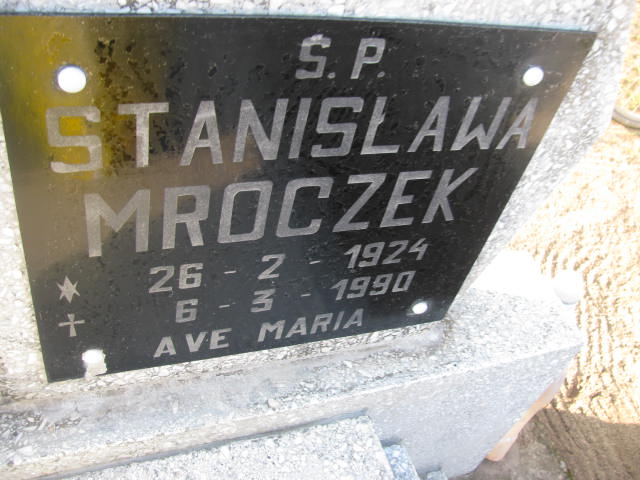 Ś.P.
STANISŁAWA
MROCZEK
26 - 2 - 1924
6 - 3 - 1990
AVE MARIA